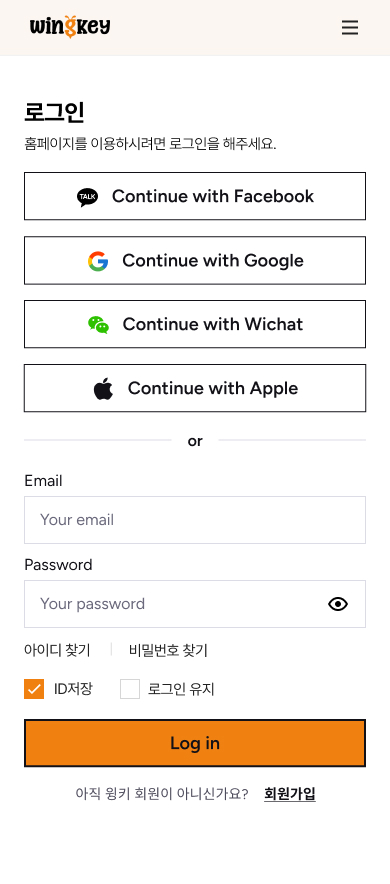 wingkey
로그인
홈페이지를 이용하시려면 로그인을 해주세요.
TALK Continue with Facebook
Continue with Google
Continue with Wichat
Continue with Apple
or
Email
Your email
Password
Your password
아이디 찾기 | 비밀번호 찾기
ID저장 로그인 유지
Log in
아직 윙키 회원이 아니신가요? 회원가입